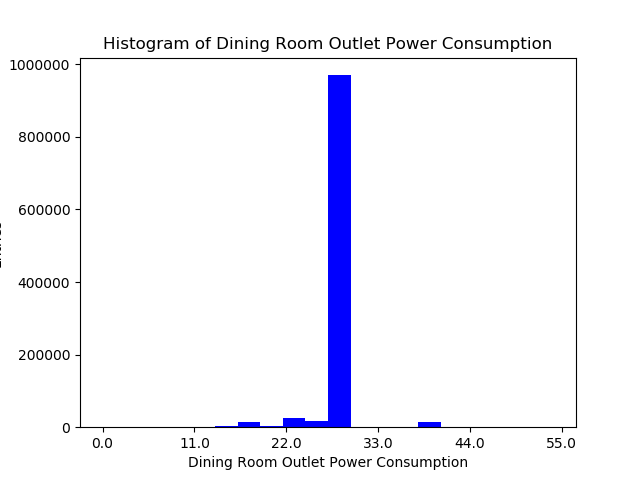 Histogram of Dining Room Outlet Power Consumption
1000000
800000
600000
400000
200000
0
0.0 11.0 22.0 33.0 44.0 55.0
Dining Room Outlet Power Consumption